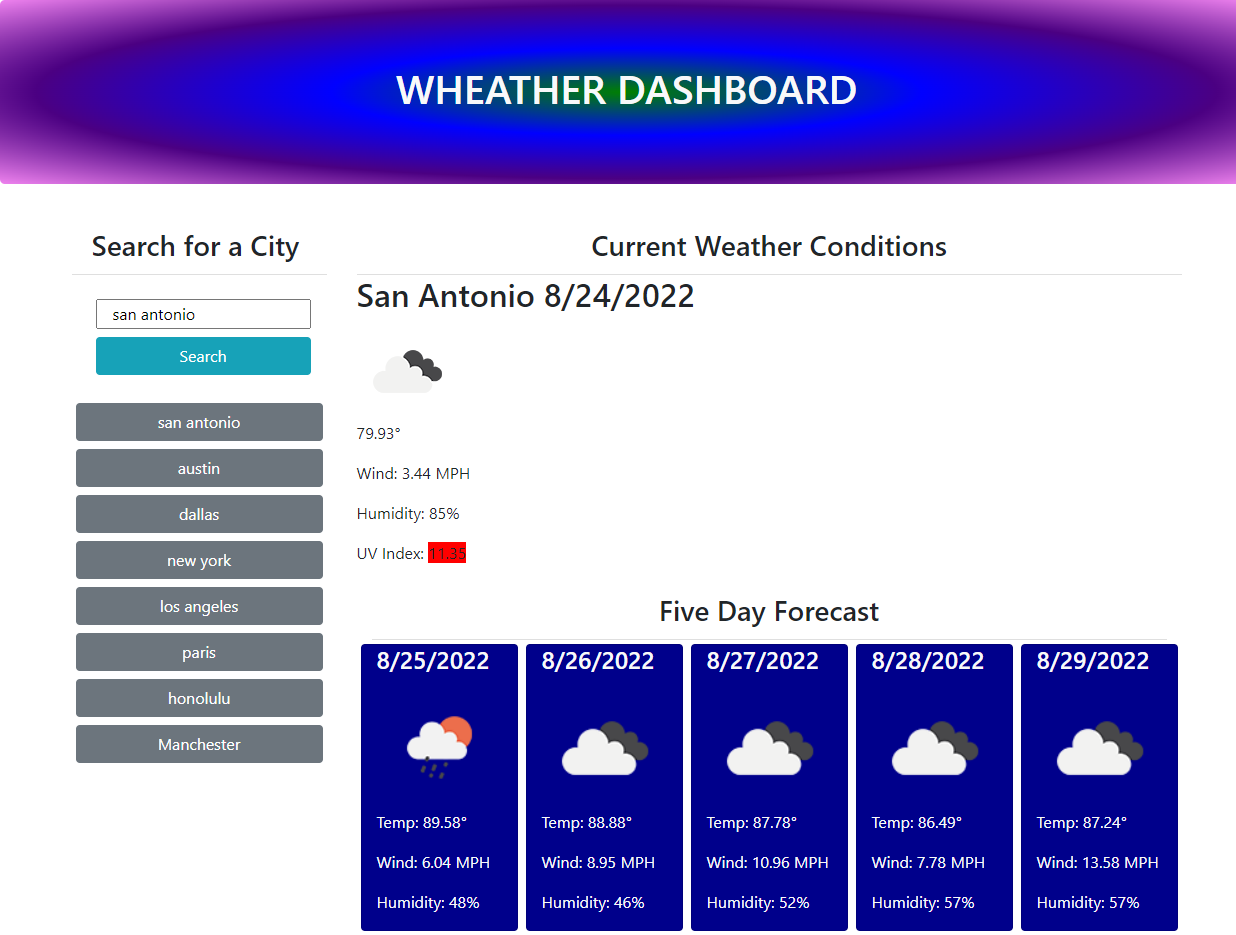 WHEATHER DASHBOARD
Search for a City
san antonio
Search
san antonio
austin
dallas
new york
los angeles
paris
honolulu
Manchester
Current Weather Conditions
San Antonio 8/24/2022
79.93°
Wind: 3.44 MPH
Humidity: 85%
UV Index: 11.35
Five Day Forecast
8/25/2022
Temp: 89.58°
Wind: 6.04 MPH
Humidity: 48%
8/26/2022
Temp: 88.88°
Wind: 8.95 MPH
Humidity: 46%
8/27/2022
Temp: 87.78°
Wind: 10.96 MPH
Humidity: 52%
8/28/2022
Temp: 86.49°
Wind: 7.78 MPH
Humidity: 57%
8/29/2022
Temp: 87.24°
Wind: 13.58 MPH
Humidity: 57%